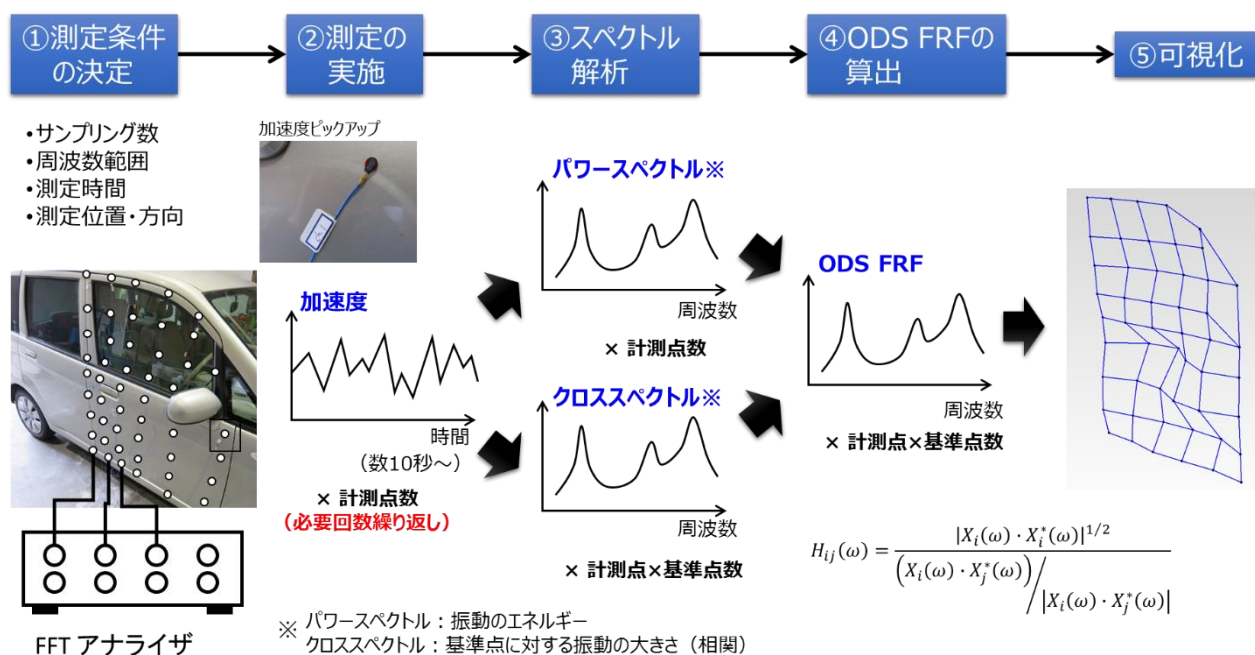 ①測定条件
の決定
②測定の
実施
③スペクトル
解析
④ODS FRFの
算出
⑤可視化
•サンプリング数
•周波数範囲
•測定時間
•測定位置・方向
加速度ピックアップ
加速度
時間
(数10秒～)
× 計測点数
(必要回数繰り返し)
パワースペクトル※
周波数
× 計測点数
クロススペクトル※
周波数
× 計測点×基準点数
ODS FRF
周波数
× 計測点×基準点数
H_{ij}(ω) = |X_i(ω)・X_i^*(ω)|^{1/2} / ((X_i(ω)・X_j^*(ω)) / |X_i(ω)・X_j^*(ω)|)
FFT アナライザ
※ パワースペクトル：振動のエネルギー
クロススペクトル：基準点に対する振動の大きさ（相関）